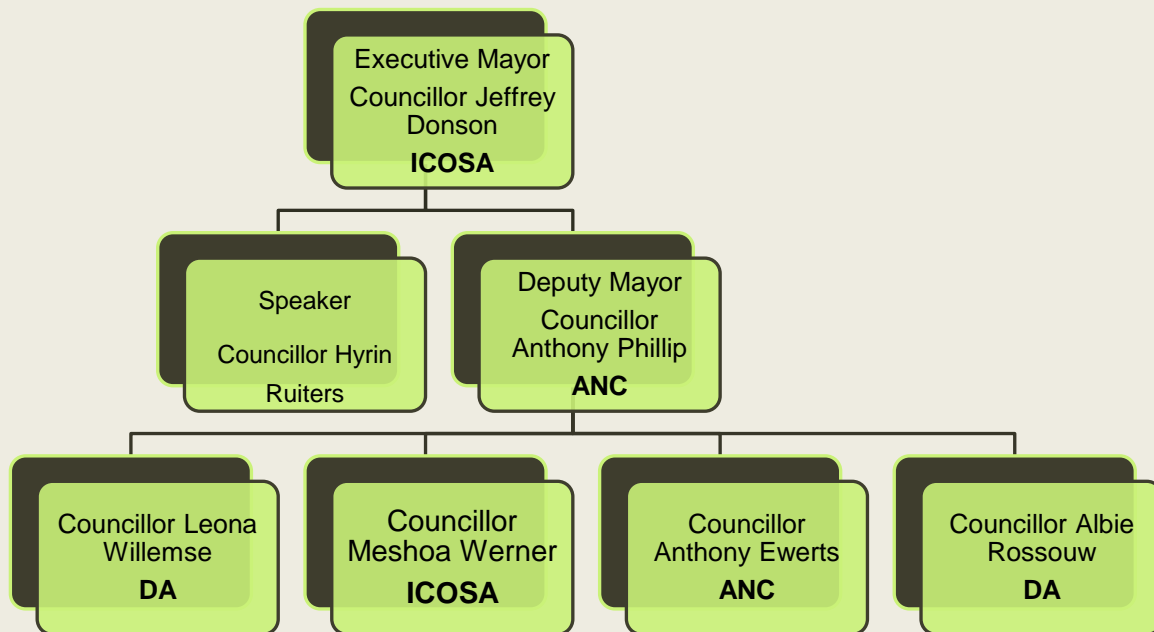 Executive Mayor
Councillor Jeffrey
Donson
ICOSA
Speaker
Councillor Hyrin
Ruiters
Deputy Mayor
Councillor
Anthony Phillip
ANC
Councillor Leona
Willemse
DA
Councillor
Meshoa Werner
ICOSA
Councillor
Anthony Ewerts
ANC
Councillor Albie
Rossouw
DA